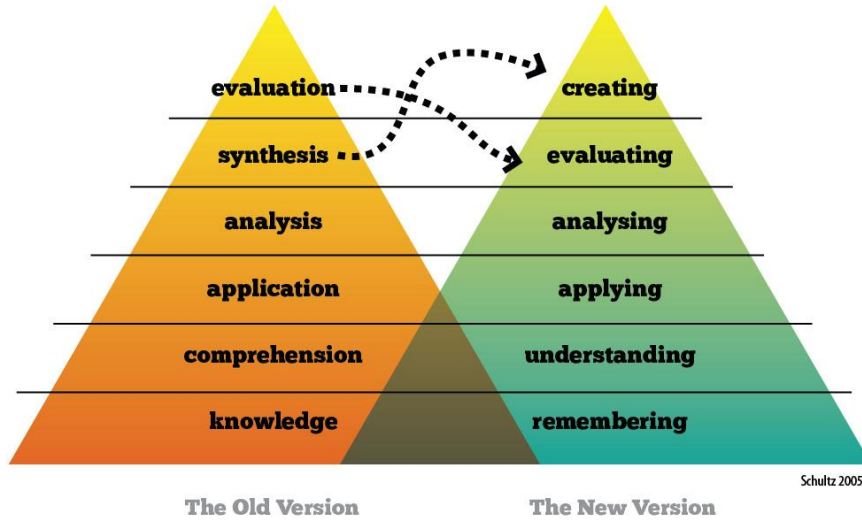 evaluation creating
synthesis evaluating
analysis analysing
application applying
comprehension understanding
knowledge remembering
Schultz 2005
The Old Version The New Version